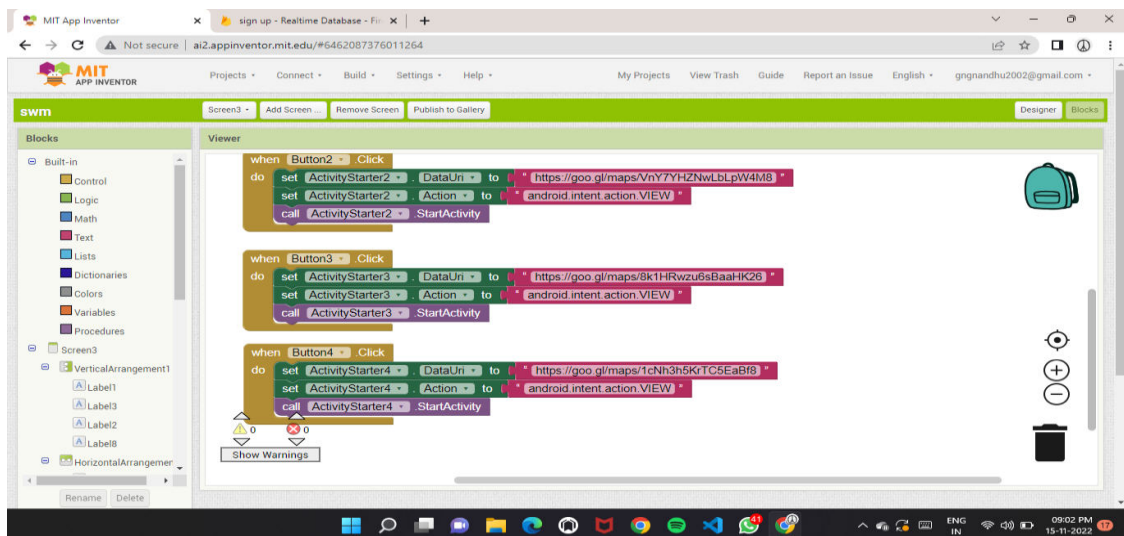 MIT App Inventor
sign up - Realtime Database - Fir
Not secure | ai2.appinventor.mit.edu/#6462087376011264
MIT APP INVENTOR
Projects Connect Build Settings Help My Projects View Trash Guide Report an Issue English gngnandhu2002@gmail.com
swm
Screen3 Add Screen ... Remove Screen Publish to Gallery Designer Blocks
Blocks
Viewer
Built-in
Control
Logic
Math
Text
Lists
Dictionaries
Colors
Variables
Procedures
Screen3
VerticalArrangement1
Label1
Label3
Label2
Label8
HorizontalArrangemer
Rename Delete
when Button2 .Click
do set ActivityStarter2 . DataUri to " https://goo.gl/maps/VnY7YHZNwLbLpW4M8 "
set ActivityStarter2 . Action to " android.intent.action.VIEW "
call ActivityStarter2 .StartActivity
when Button3 .Click
do set ActivityStarter3 . DataUri to " https://goo.gl/maps/8k1HRwzu6sBaaHK26 "
set ActivityStarter3 . Action to " android.intent.action.VIEW "
call ActivityStarter3 .StartActivity
when Button4 .Click
do set ActivityStarter4 . DataUri to " https://goo.gl/maps/1cNh3h5KrTC5EaBf8 "
set ActivityStarter4 . Action to " android.intent.action.VIEW "
call ActivityStarter4 .StartActivity
0 0
Show Warnings
41
ENG
IN
09:02 PM
15-11-2022
17